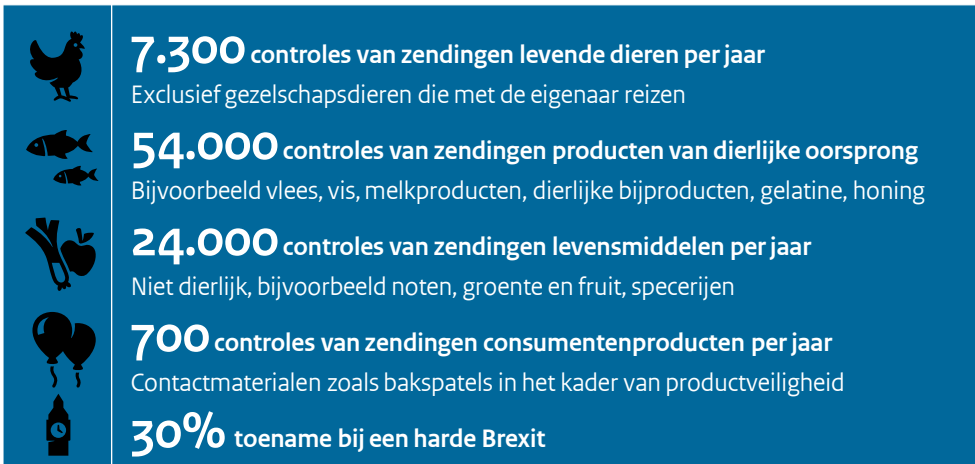 7.300 controles van zendingen levende dieren per jaar
Exclusief gezelschapsdieren die met de eigenaar reizen
54.000 controles van zendingen producten van dierlijke oorsprong
Bijvoorbeeld vlees, vis, melkproducten, dierlijke bijproducten, gelatine, honing
24.000 controles van zendingen levensmiddelen per jaar
Niet dierlijk, bijvoorbeeld noten, groente en fruit, specerijen
700 controles van zendingen consumentenproducten per jaar
Contactmaterialen zoals bakspatels in het kader van productveiligheid
30% toename bij een harde Brexit